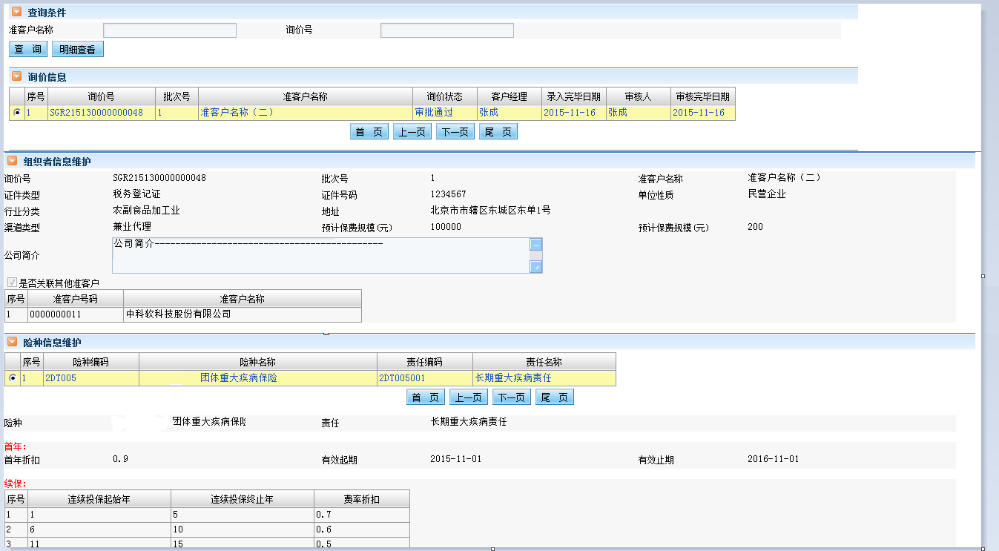 查询条件
准客户名称 询价号
查 询 明细查看
询价信息
序号 询价号 批次号 准客户名称 询价状态 客户经理 录入完毕日期 审核人 审核完毕日期
1 SGR215130000000048 1 准客户名称（二） 审批通过 张成 2015-11-16 张成 2015-11-16
首 页 上一页 下一页 尾 页
组织者信息维护
询价号 SGR215130000000048 批次号 1 准客户名称 准客户名称（二）
证件类型 税务登记证 证件号码 1234567 单位性质 民营企业
行业分类 农副食品加工业 地址 北京市市辖区东城区东单1号
渠道类型 兼业代理 预计保费规模(元) 100000 预计保费规模(元) 200
公司简介 公司简介--------------------------------------------
是否关联其他准客户
序号 准客户号码 准客户名称
1 0000000011 中科软科技股份有限公司
险种信息维护
序号 险种编码 险种名称 责任编码 责任名称
1 2DT005 团体重大疾病保险 2DT005001 长期重大疾病责任
首 页 上一页 下一页 尾 页
险种 团体重大疾病保险 责任 长期重大疾病责任
首年:
首年折扣 0.9 有效起期 2015-11-01 有效止期 2016-11-01
续保:
序号 连续投保起始年 连续投保终止年 费率折扣
1 1 5 0.7
2 6 10 0.6
3 11 15 0.5